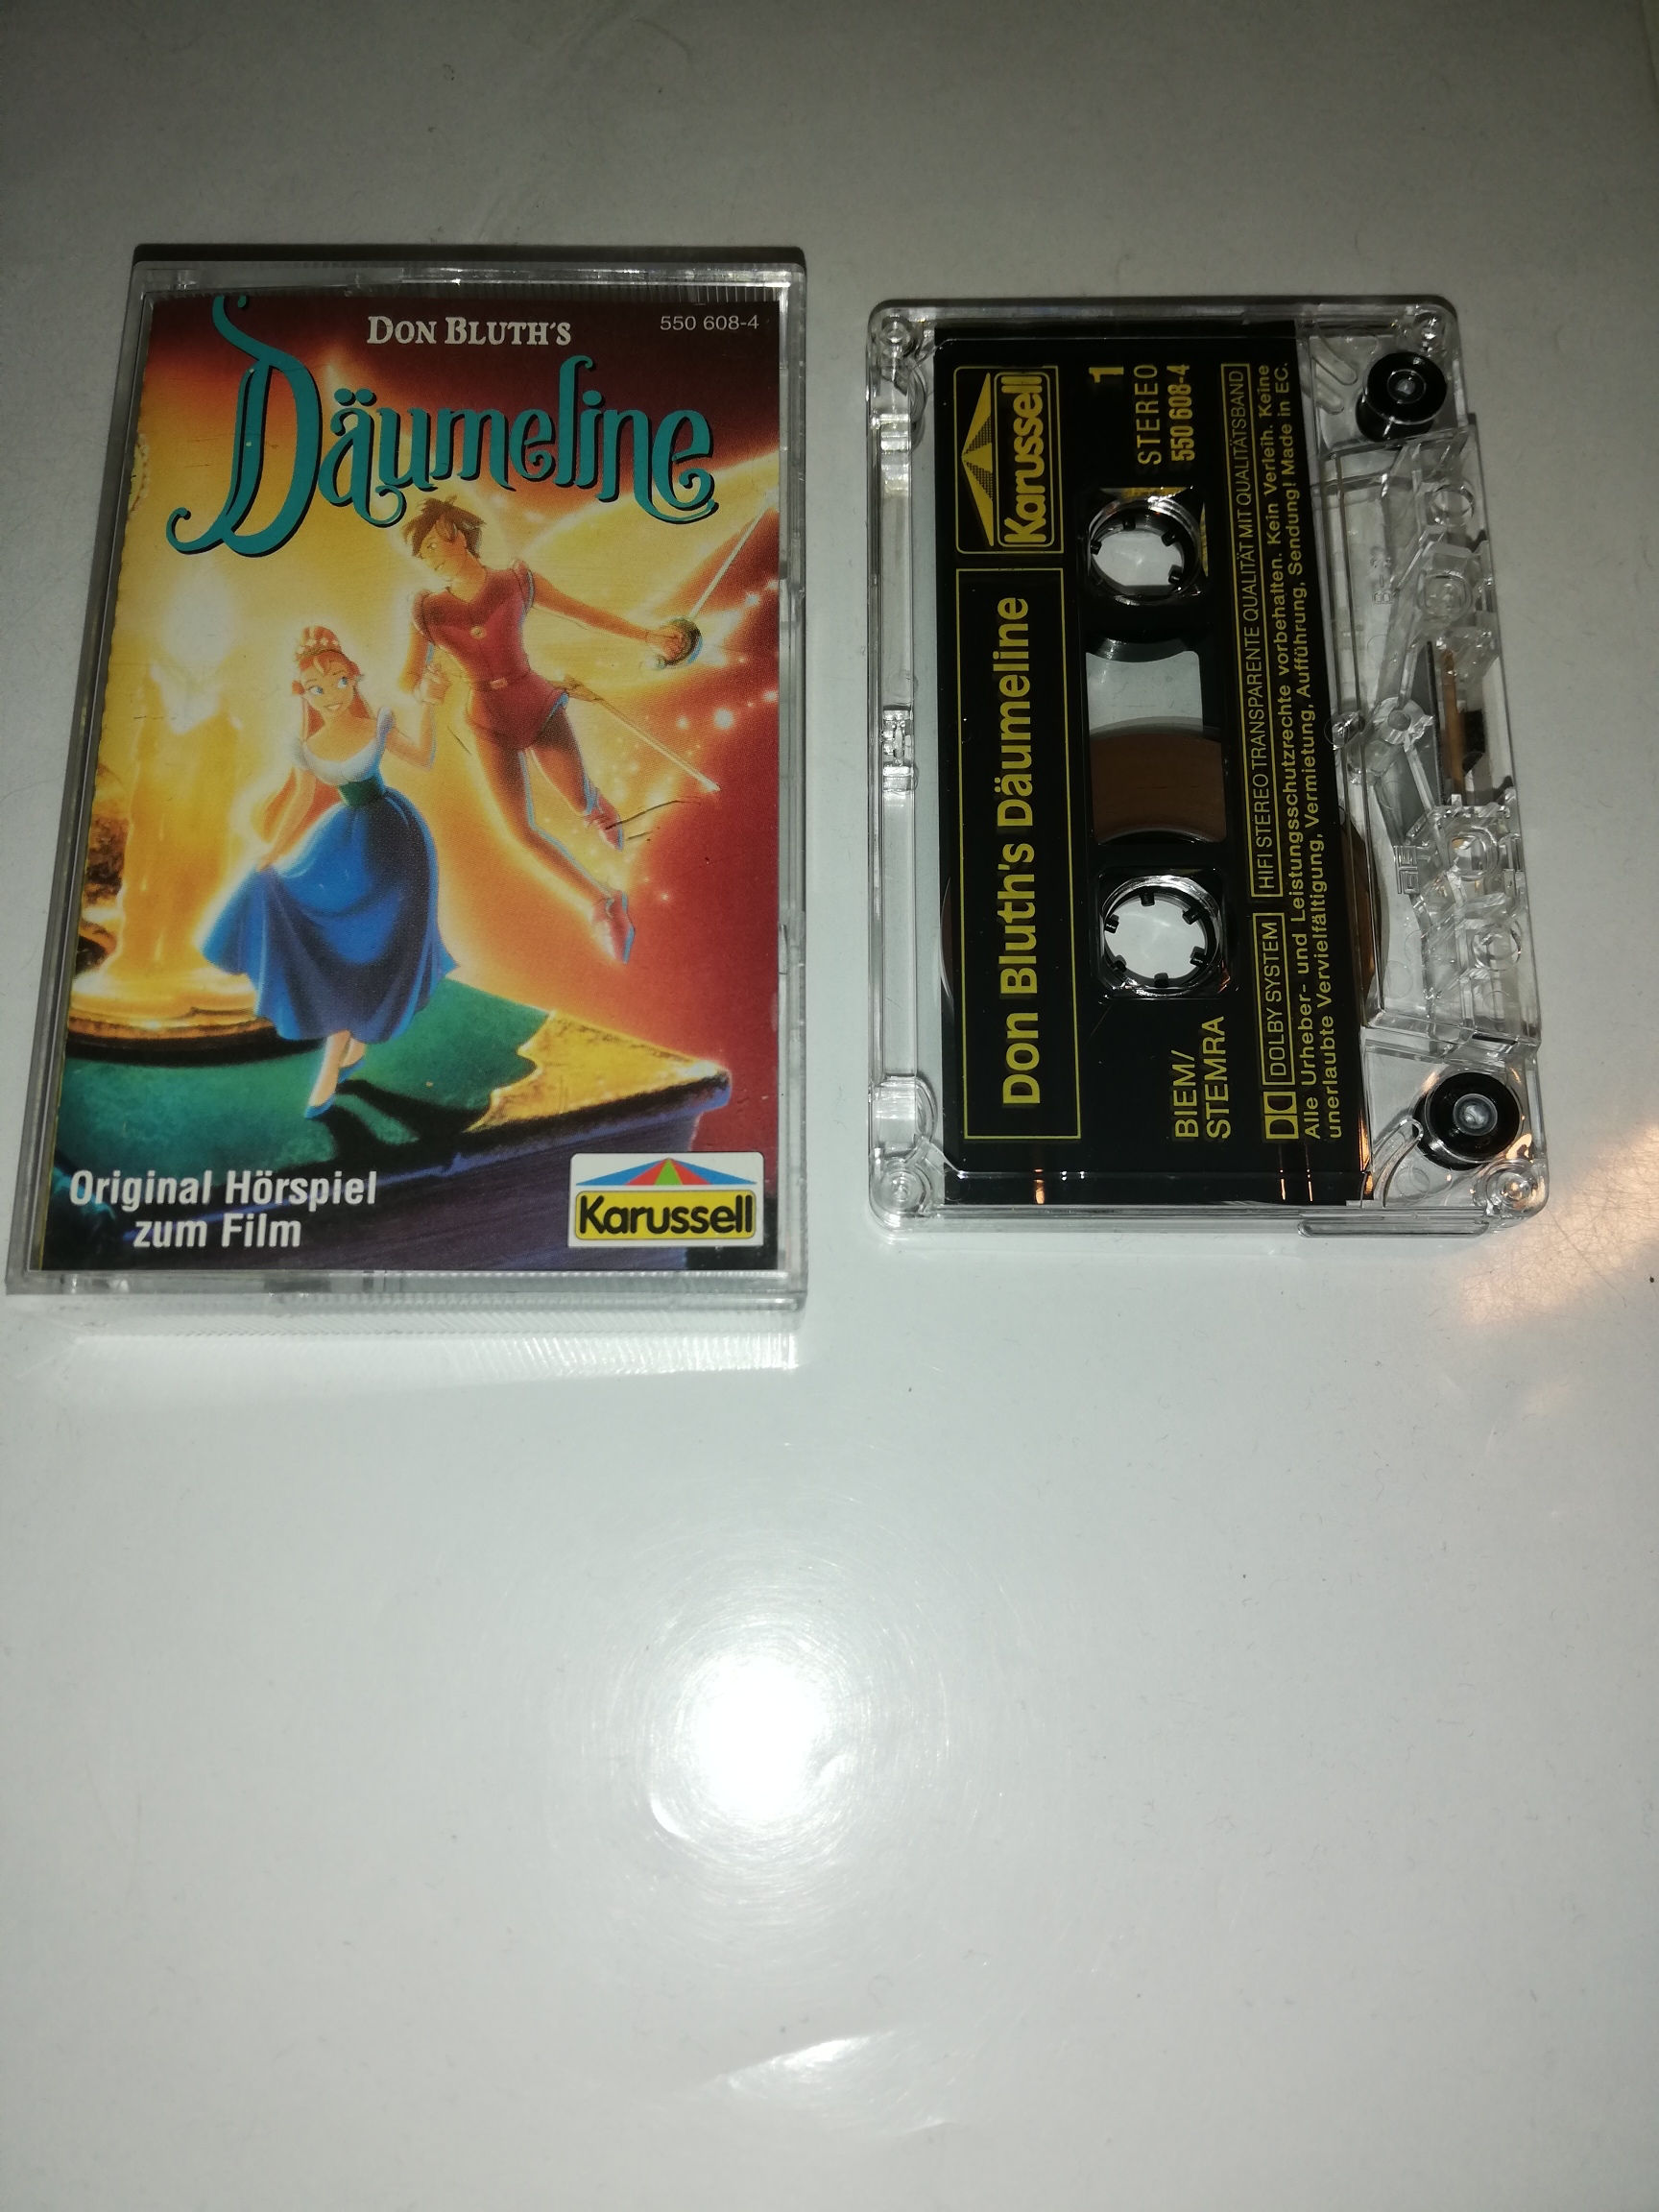 DON BLUTH'S
550 608-4
Däumeline
Original Hörspiel
zum Film
Karussell
Karussell
Don Bluth's Däumeline
1
STEREO
550 608-4
BIEM/
STEMRA
DOLBY SYSTEM HIFI STEREO TRANSPARENTE QUALITÄT MIT QUALITÄTSBAND
Alle Urheber- und Leistungsschutzrechte vorbehalten. Kein Verleih. Keine
unerlaubte Vervielfältigung, Vermietung, Aufführung, Sendung! Made in EC.